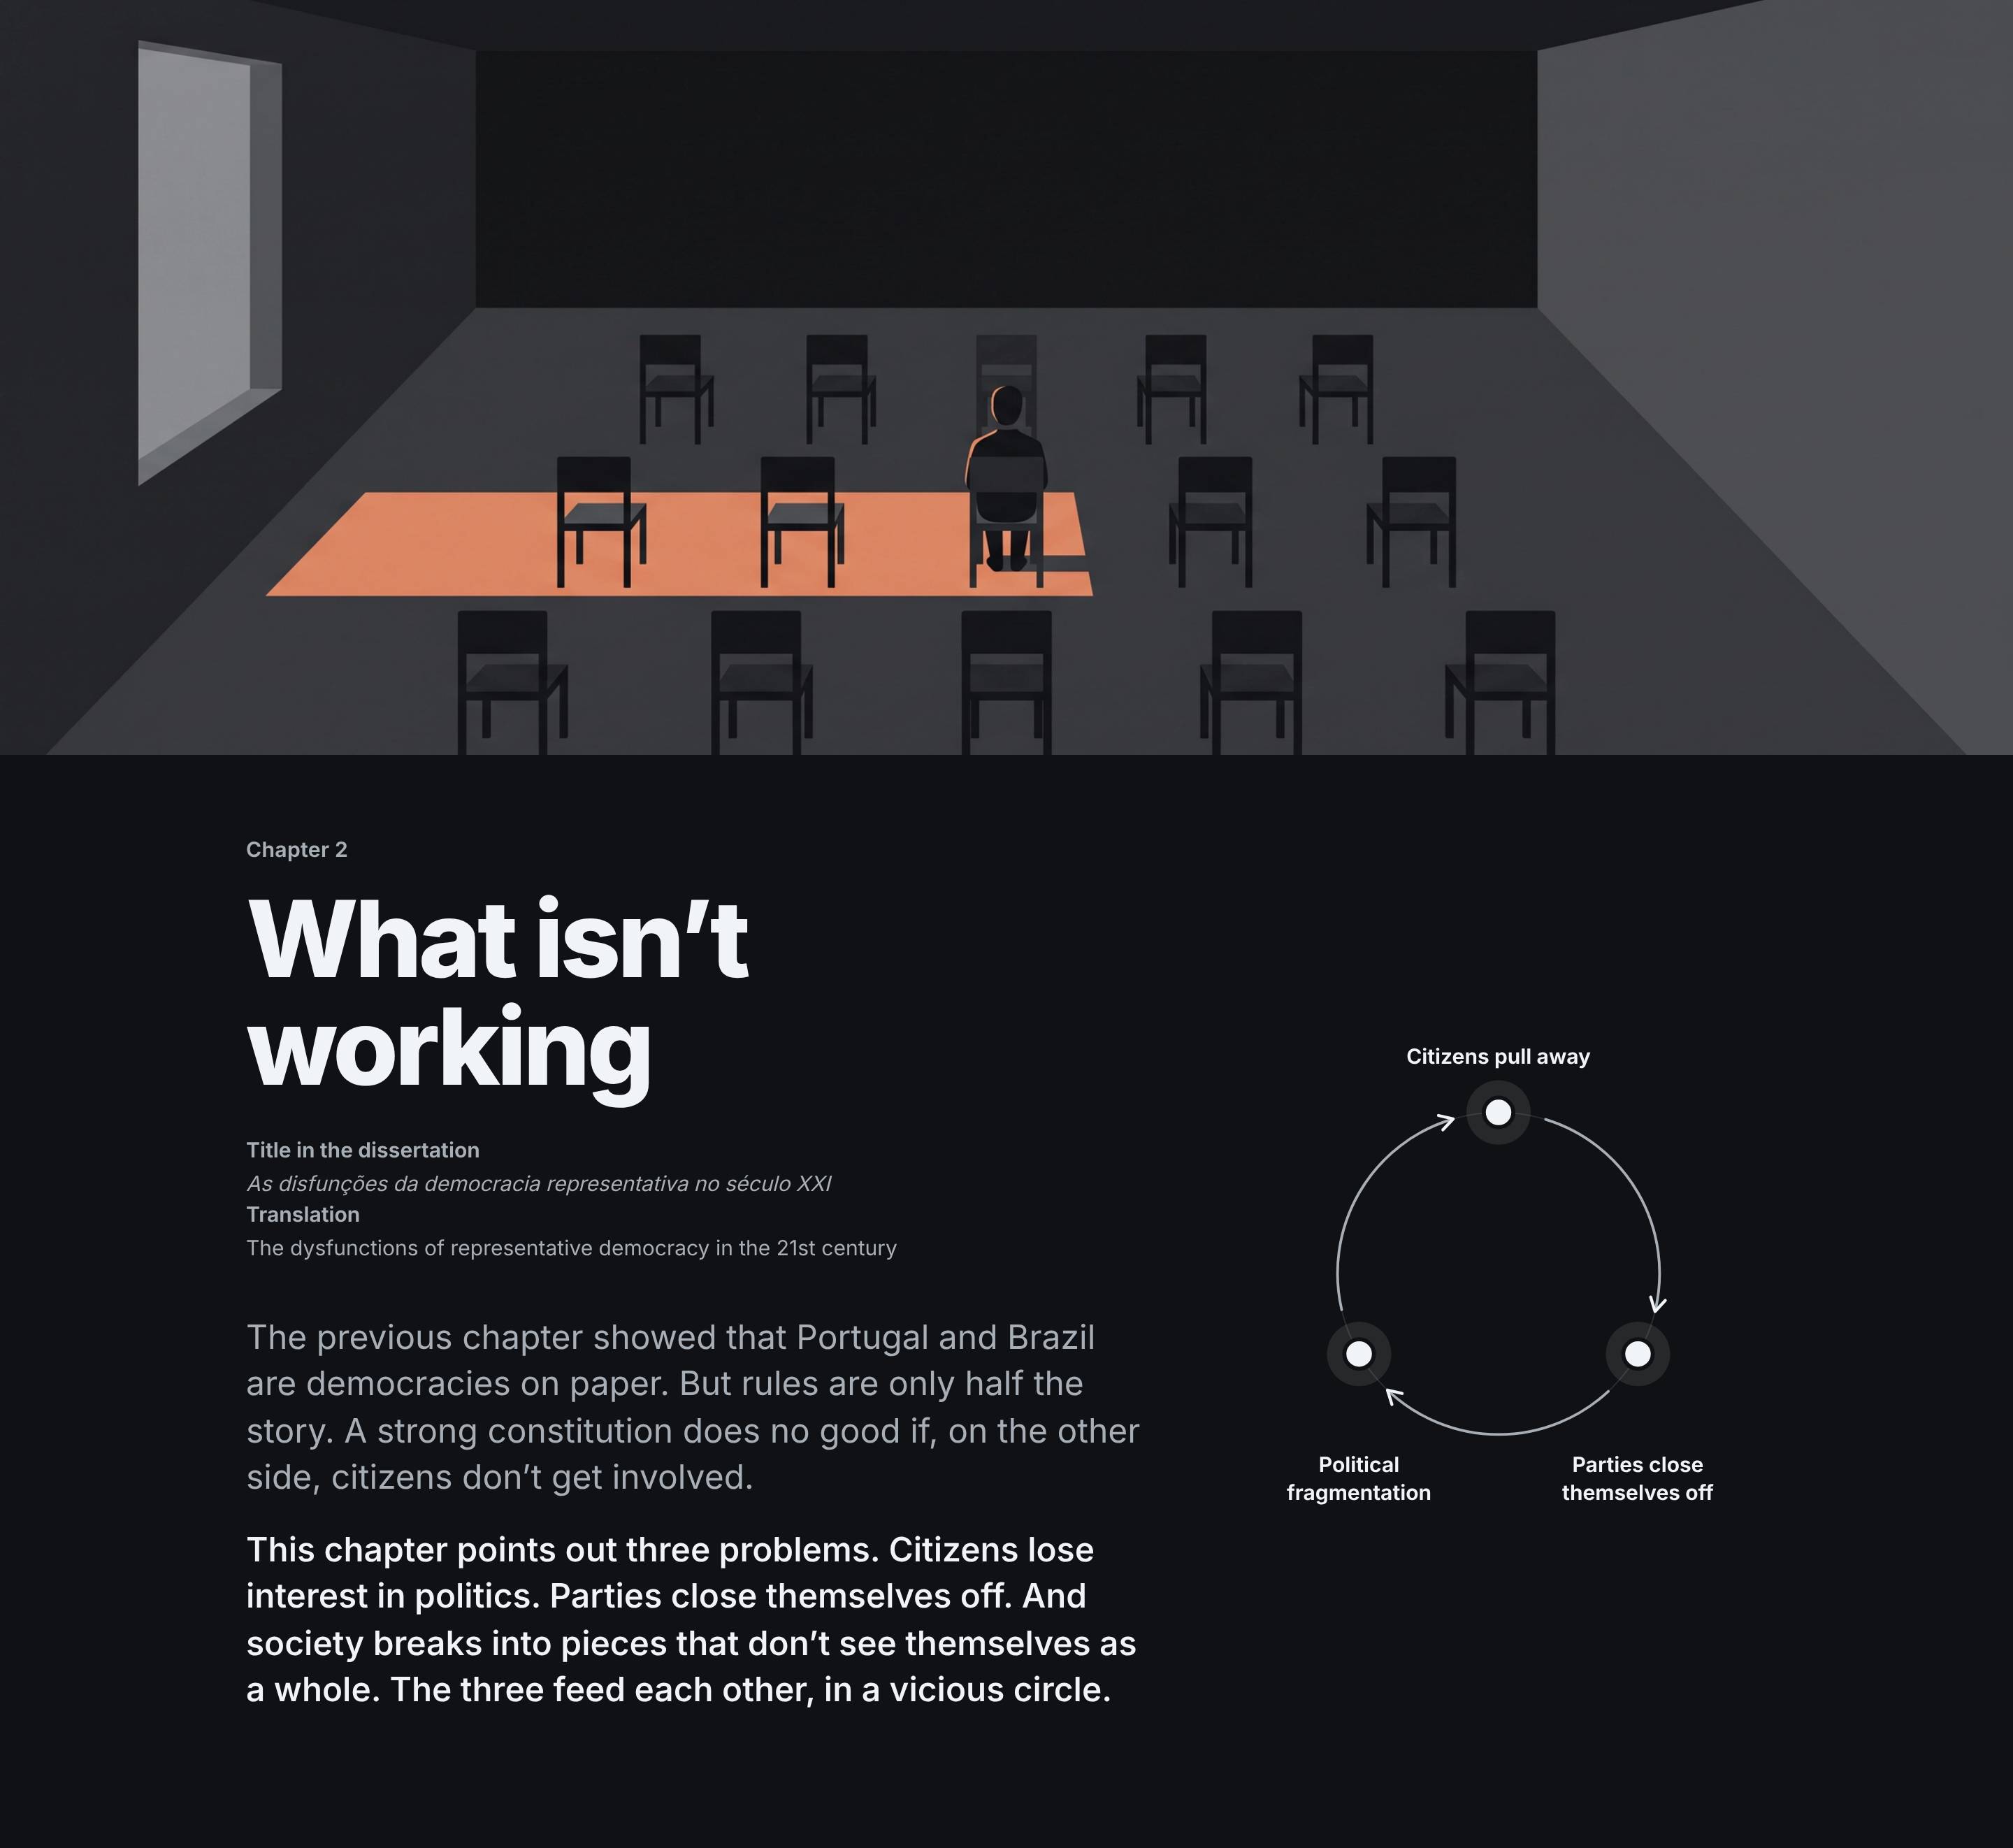 Chapter 2
What isn’t
working
Title in the dissertation
As disfunções da democracia representativa no século XXI
Translation
The dysfunctions of representative democracy in the 21st century
The previous chapter showed that Portugal and Brazil
are democracies on paper. But rules are only half the
story. A strong constitution does no good if, on the other
side, citizens don’t get involved.
This chapter points out three problems. Citizens lose
interest in politics. Parties close themselves off. And
society breaks into pieces that don’t see themselves as
a whole. The three feed each other, in a vicious circle.
Citizens pull away
Political
fragmentation
Parties close
themselves off